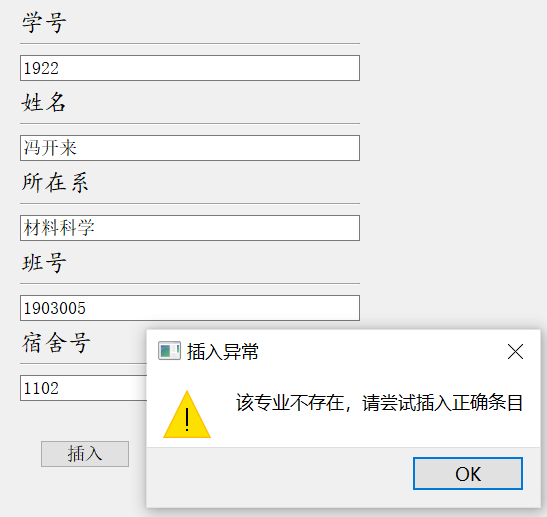 学号
1922
姓名
冯开来
所在系
材料科学
班号
1903005
宿舍号
1102
插入
插入异常
该专业不存在，请尝试插入正确条目
OK